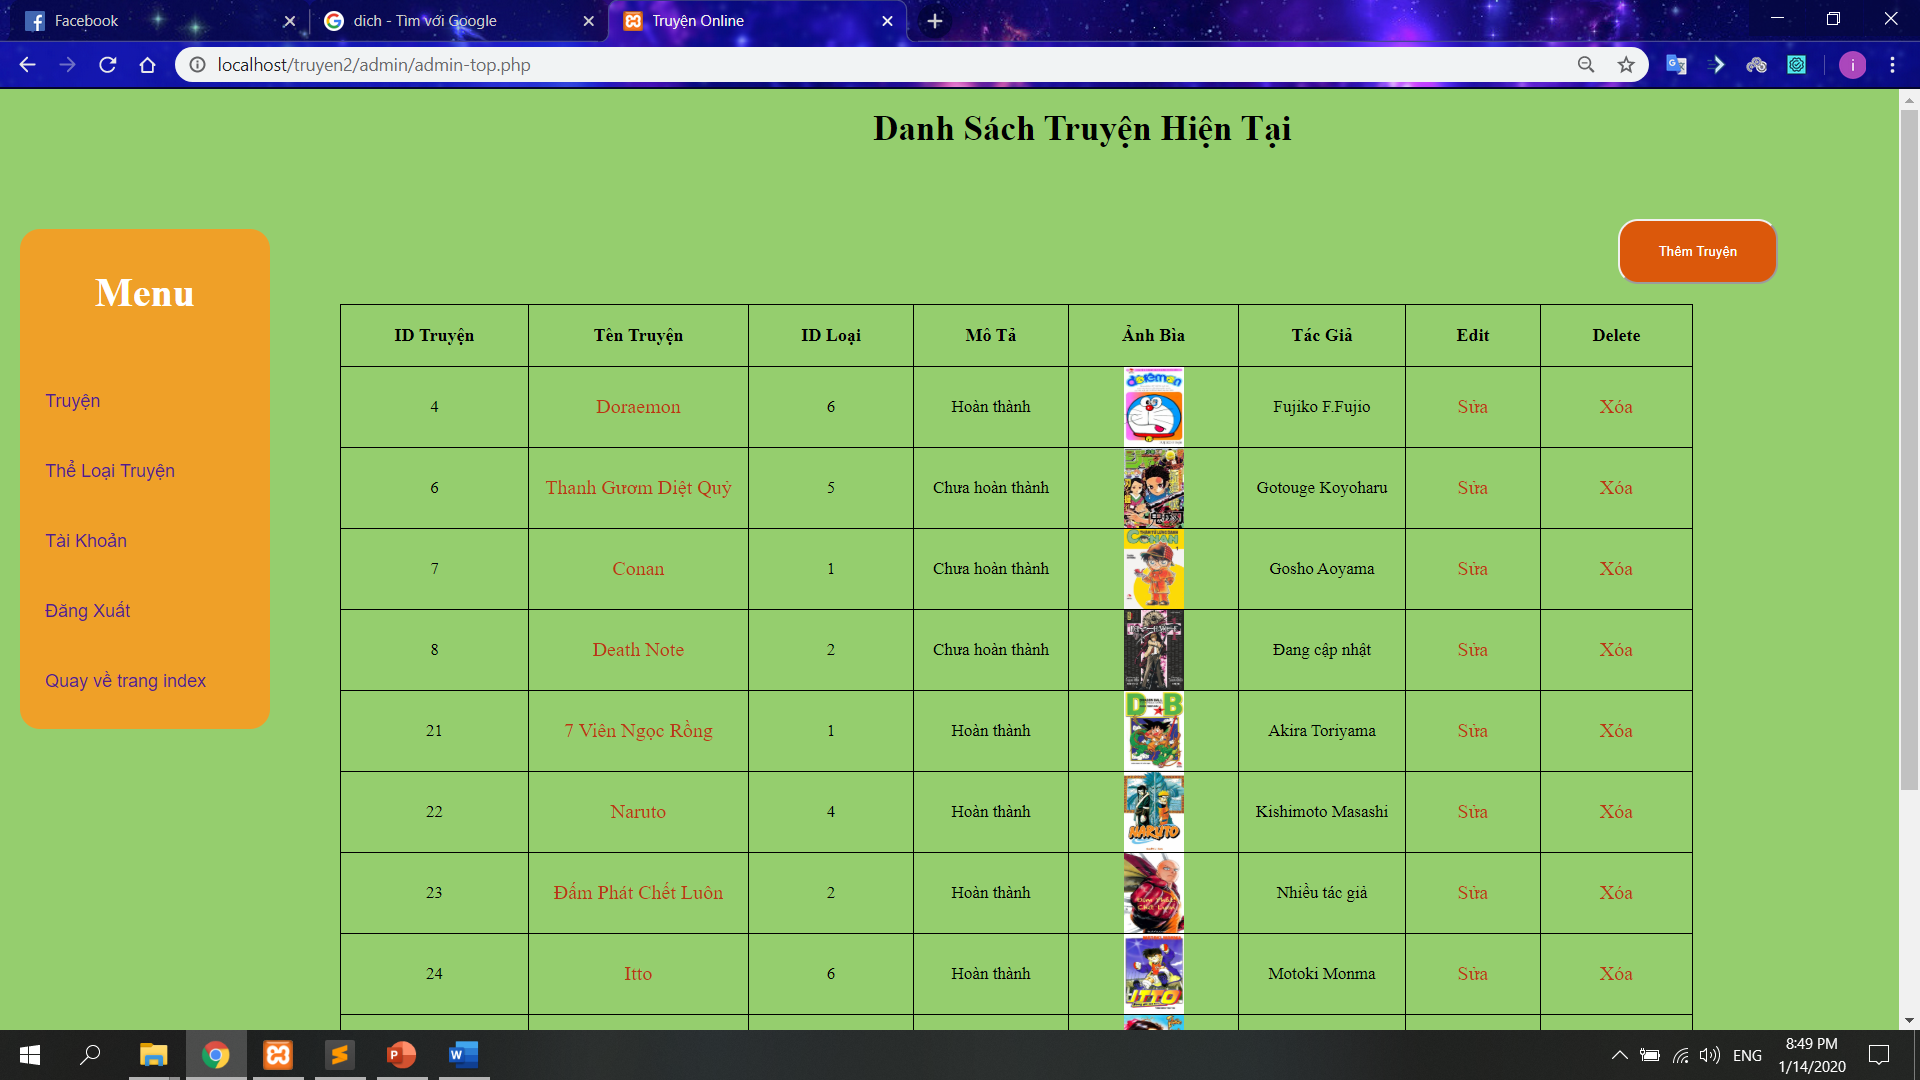 Facebook
dich - Tìm với Google
Truyện Online
localhost/truyen2/admin/admin-top.php
i
Danh Sách Truyện Hiện Tại
Thêm Truyện
Menu
Truyện
Thể Loại Truyện
Tài Khoản
Đăng Xuất
Quay về trang index
ID Truyện Tên Truyện ID Loại Mô Tả Ảnh Bìa Tác Giả Edit Delete
4 Doraemon 6 Hoàn thành Fujiko F.Fujio Sửa Xóa
6 Thanh Gươm Diệt Quỷ 5 Chưa hoàn thành Gotouge Koyoharu Sửa Xóa
7 Conan 1 Chưa hoàn thành Gosho Aoyama Sửa Xóa
8 Death Note 2 Chưa hoàn thành Đang cập nhật Sửa Xóa
21 7 Viên Ngọc Rồng 1 Hoàn thành Akira Toriyama Sửa Xóa
22 Naruto 4 Hoàn thành NARUTO Kishimoto Masashi Sửa Xóa
23 Đấm Phát Chết Luôn 2 Hoàn thành Nhiều tác giả Sửa Xóa
24 Itto 6 Hoàn thành ITTO Motoki Monma Sửa Xóa
ENG
8:49 PM
1/14/2020